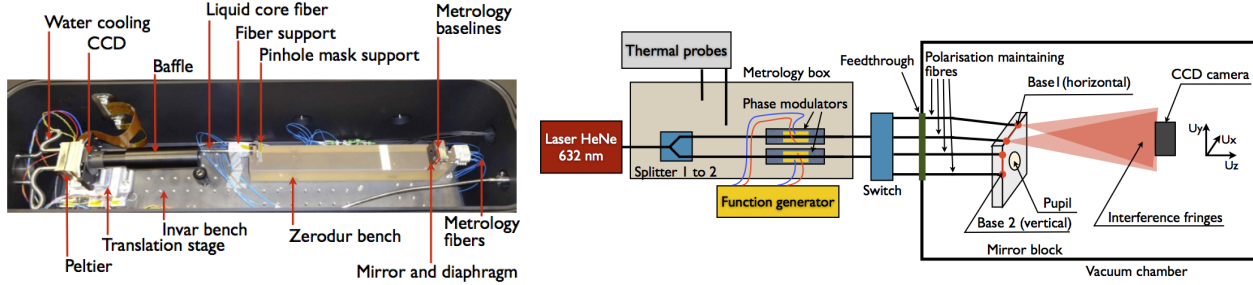 Water cooling
CCD
Baffle
Liquid core fiber
Fiber support
Pinhole mask support
Metrology
baselines
Peltier
Translation stage
Invar bench
Zerodur bench
Mirror and diaphragm
Metrology
fibers
Thermal probes
Metrology box
Phase modulators
Laser HeNe
632 nm
Splitter 1 to 2
Function generator
Switch
Feedthrough
Polarisation maintaining
fibres
Base1 (horizontal)
CCD camera
Uy
Ux
Uz
Pupil
Base 2 (vertical)
Interference fringes
Mirror block
Vacuum chamber